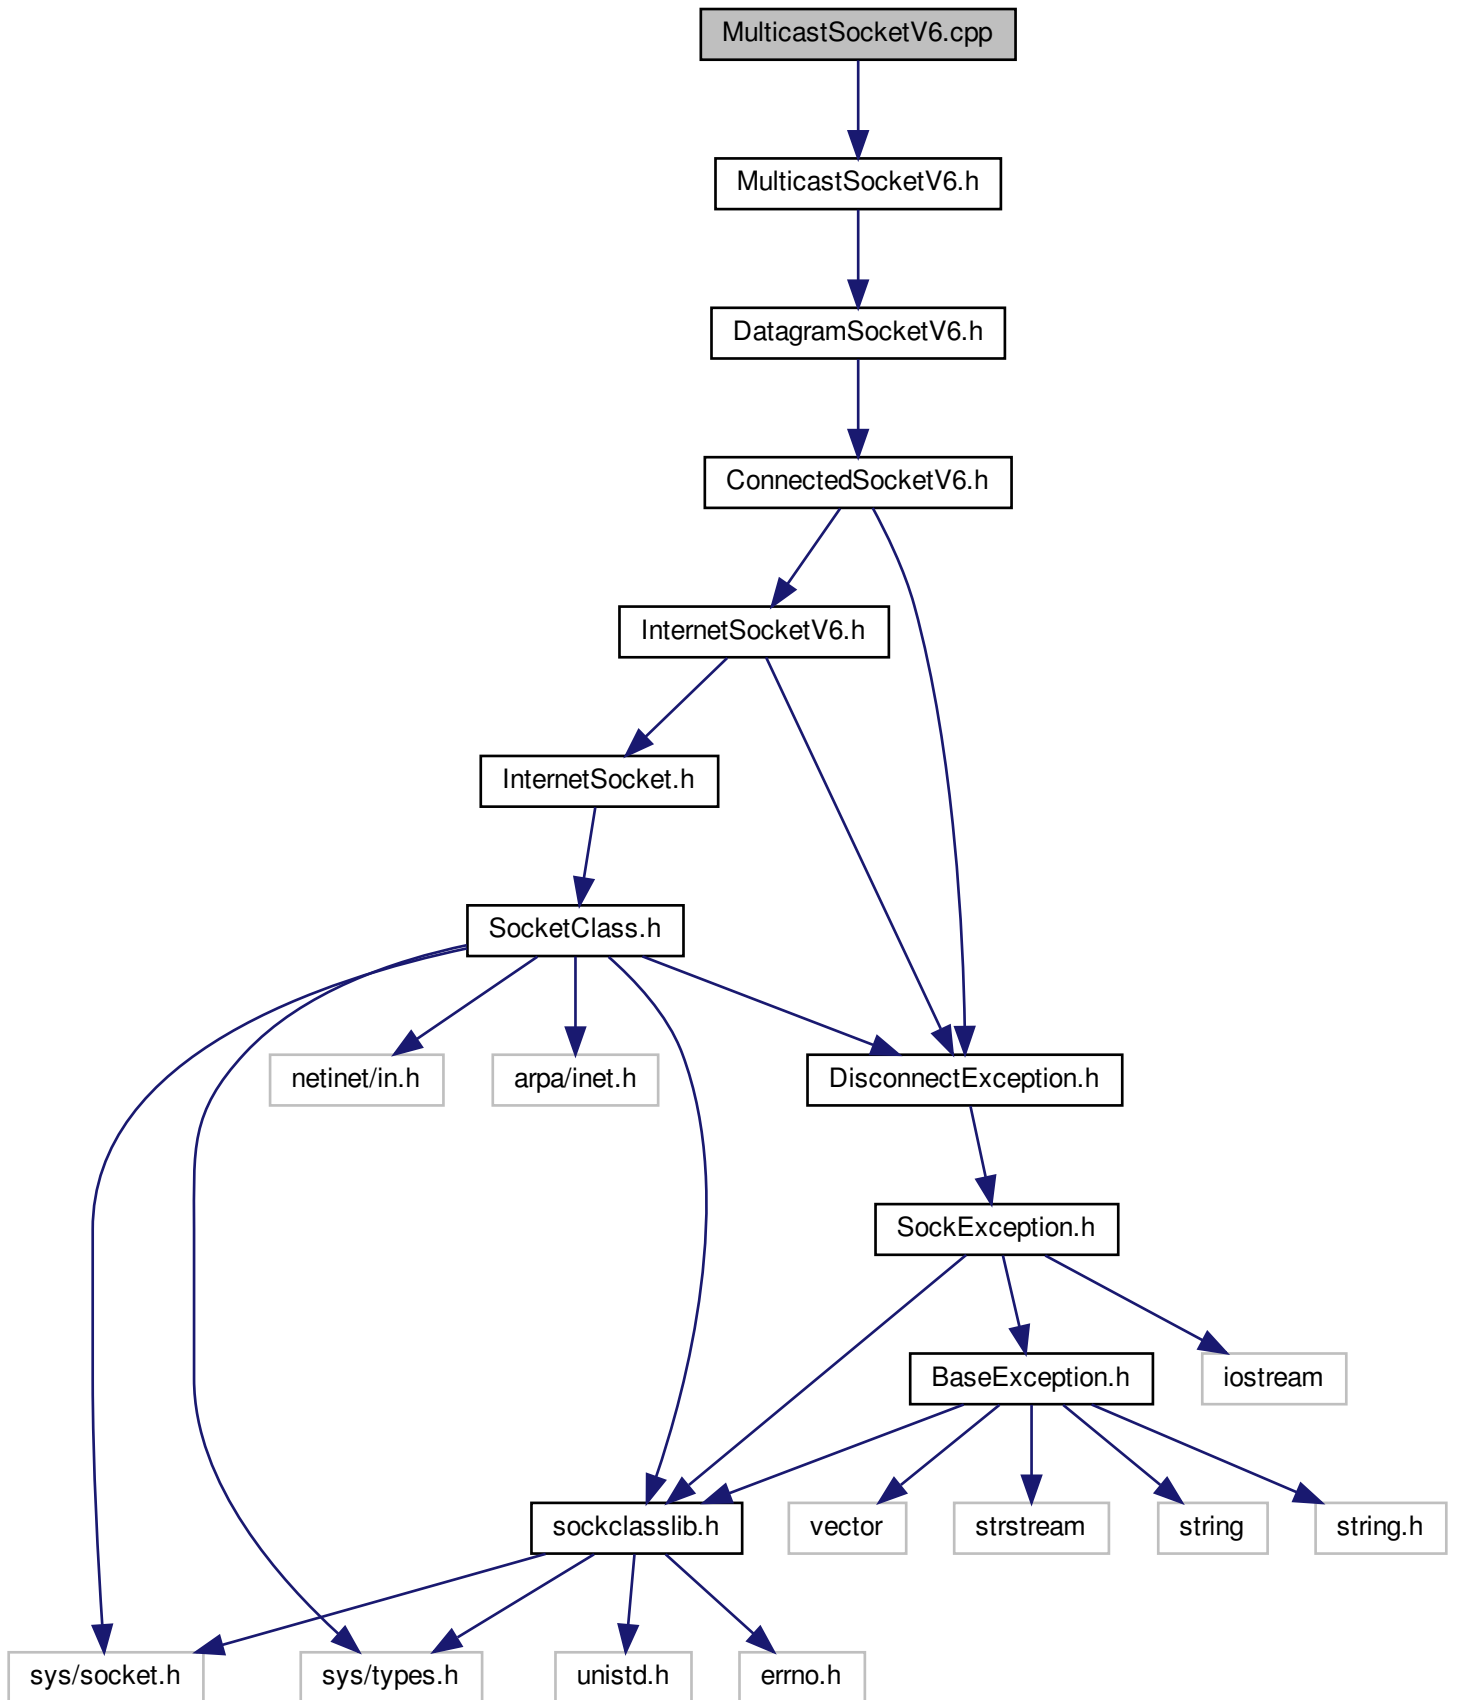 MulticastSocketV6.cpp
MulticastSocketV6.h
DatagramSocketV6.h
ConnectedSocketV6.h
InternetSocketV6.h
InternetSocket.h
SocketClass.h
netinet/in.h
arpa/inet.h
DisconnectException.h
SockException.h
BaseException.h
iostream
sockclasslib.h
vector
strstream
string
string.h
sys/socket.h
sys/types.h
unistd.h
errno.h